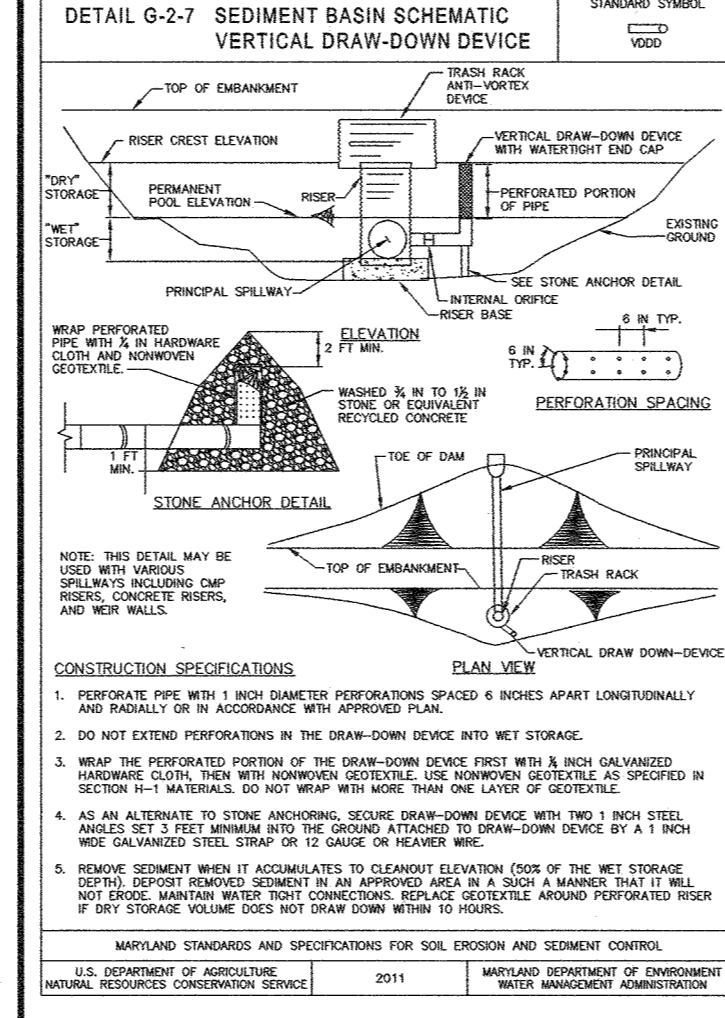 DETAIL G-2-7 SEDIMENT BASIN SCHEMATIC
VERTICAL DRAW-DOWN DEVICE
STANDARD SYMBOL
VDDD
TOP OF EMBANKMENT
TRASH RACK
ANTI-VORTEX
DEVICE
RISER CREST ELEVATION
VERTICAL DRAW-DOWN DEVICE
WITH WATERTIGHT END CAP
"DRY"
STORAGE
PERMANENT
POOL ELEVATION
RISER
PERFORATED PORTION
OF PIPE
"WET"
STORAGE
EXISTING
GROUND
PRINCIPAL SPILLWAY
SEE STONE ANCHOR DETAIL
INTERNAL ORIFICE
RISER BASE
ELEVATION
WRAP PERFORATED
PIPE WITH ¼ IN HARDWARE
CLOTH AND NONWOVEN
GEOTEXTILE.
2 FT MIN.
6 IN TYP.
6 IN
TYP.
WASHED ¾ IN TO 1½ IN
STONE OR EQUIVALENT
RECYCLED CONCRETE
PERFORATION SPACING
1 FT
MIN.
STONE ANCHOR DETAIL
TOE OF DAM
PRINCIPAL
SPILLWAY
NOTE: THIS DETAIL MAY BE
USED WITH VARIOUS
SPILLWAYS INCLUDING CMP
RISERS, CONCRETE RISERS,
AND WEIR WALLS.
TOP OF EMBANKMENT
RISER
TRASH RACK
VERTICAL DRAW DOWN-DEVICE
PLAN VIEW
CONSTRUCTION SPECIFICATIONS
1. PERFORATE PIPE WITH 1 INCH DIAMETER PERFORATIONS SPACED 6 INCHES APART LONGITUDINALLY
AND RADIALLY OR IN ACCORDANCE WITH APPROVED PLAN.
2. DO NOT EXTEND PERFORATIONS IN THE DRAW-DOWN DEVICE INTO WET STORAGE.
3. WRAP THE PERFORATED PORTION OF THE DRAW-DOWN DEVICE FIRST WITH ¼ INCH GALVANIZED
HARDWARE CLOTH, THEN WITH NONWOVEN GEOTEXTILE. USE NONWOVEN GEOTEXTILE AS SPECIFIED IN
SECTION H-1 MATERIALS. DO NOT WRAP WITH MORE THAN ONE LAYER OF GEOTEXTILE.
4. AS AN ALTERNATE TO STONE ANCHORING, SECURE DRAW-DOWN DEVICE WITH TWO 1 INCH STEEL
ANGLES SET 3 FEET MINIMUM INTO THE GROUND ATTACHED TO DRAW-DOWN DEVICE BY A 1 INCH
WIDE GALVANIZED STEEL STRAP OR 12 GAUGE OR HEAVIER WIRE.
5. REMOVE SEDIMENT WHEN IT ACCUMULATES TO CLEANOUT ELEVATION (50% OF THE WET STORAGE
DEPTH). DEPOSIT REMOVED SEDIMENT IN AN APPROVED AREA IN A SUCH A MANNER THAT IT WILL
NOT ERODE. MAINTAIN WATER TIGHT CONNECTIONS. REPLACE GEOTEXTILE AROUND PERFORATED RISER
IF DRY STORAGE VOLUME DOES NOT DRAW DOWN WITHIN 10 HOURS.
MARYLAND STANDARDS AND SPECIFICATIONS FOR SOIL EROSION AND SEDIMENT CONTROL
U.S. DEPARTMENT OF AGRICULTURE
NATURAL RESOURCES CONSERVATION SERVICE
2011
MARYLAND DEPARTMENT OF ENVIRONMENT
WATER MANAGEMENT ADMINISTRATION